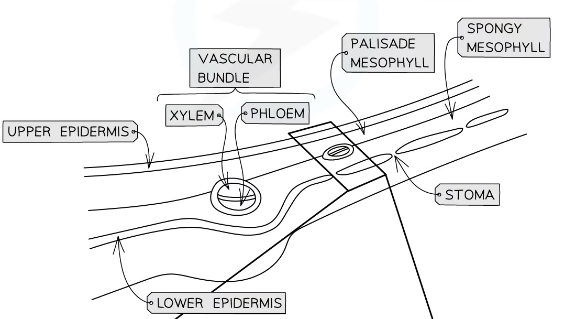 SPONGY
MESOPHYLL
PALISADE
MESOPHYLL
VASCULAR
BUNDLE
XYLEM
PHLOEM
UPPER EPIDERMIS
STOMA
LOWER EPIDERMIS